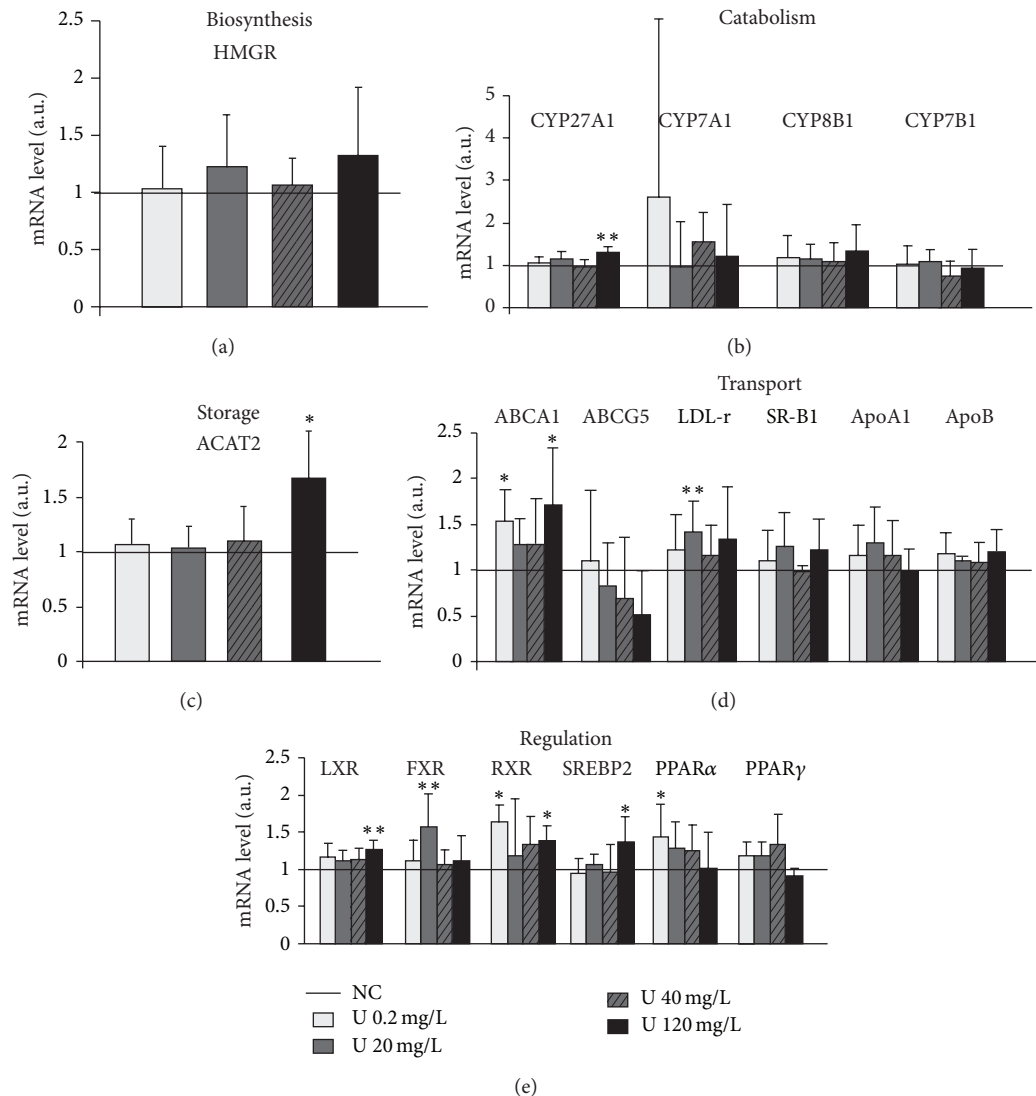 Biosynthesis
HMGR
mRNA level (a.u.)
2.5
2
1.5
1
0.5
0
(a)
Catabolism
CYP27A1 CYP7A1 CYP8B1 CYP7B1
mRNA level (a.u.)
5
4
3
2
1
0
**
(b)
Storage
ACAT2
mRNA level (a.u.)
2
1.5
1
0.5
0
*
(c)
Transport
ABCA1 ABCG5 LDL-r SR-B1 ApoA1 ApoB
mRNA level (a.u.)
2.5
2
1.5
1
0.5
0
* * **
(d)
Regulation
LXR FXR RXR SREBP2 PPARα PPARγ
mRNA level (a.u.)
2.5
2
1.5
1
0.5
0
** ** * * * *
NC
U 0.2 mg/L
U 20 mg/L
U 40 mg/L
U 120 mg/L
(e)